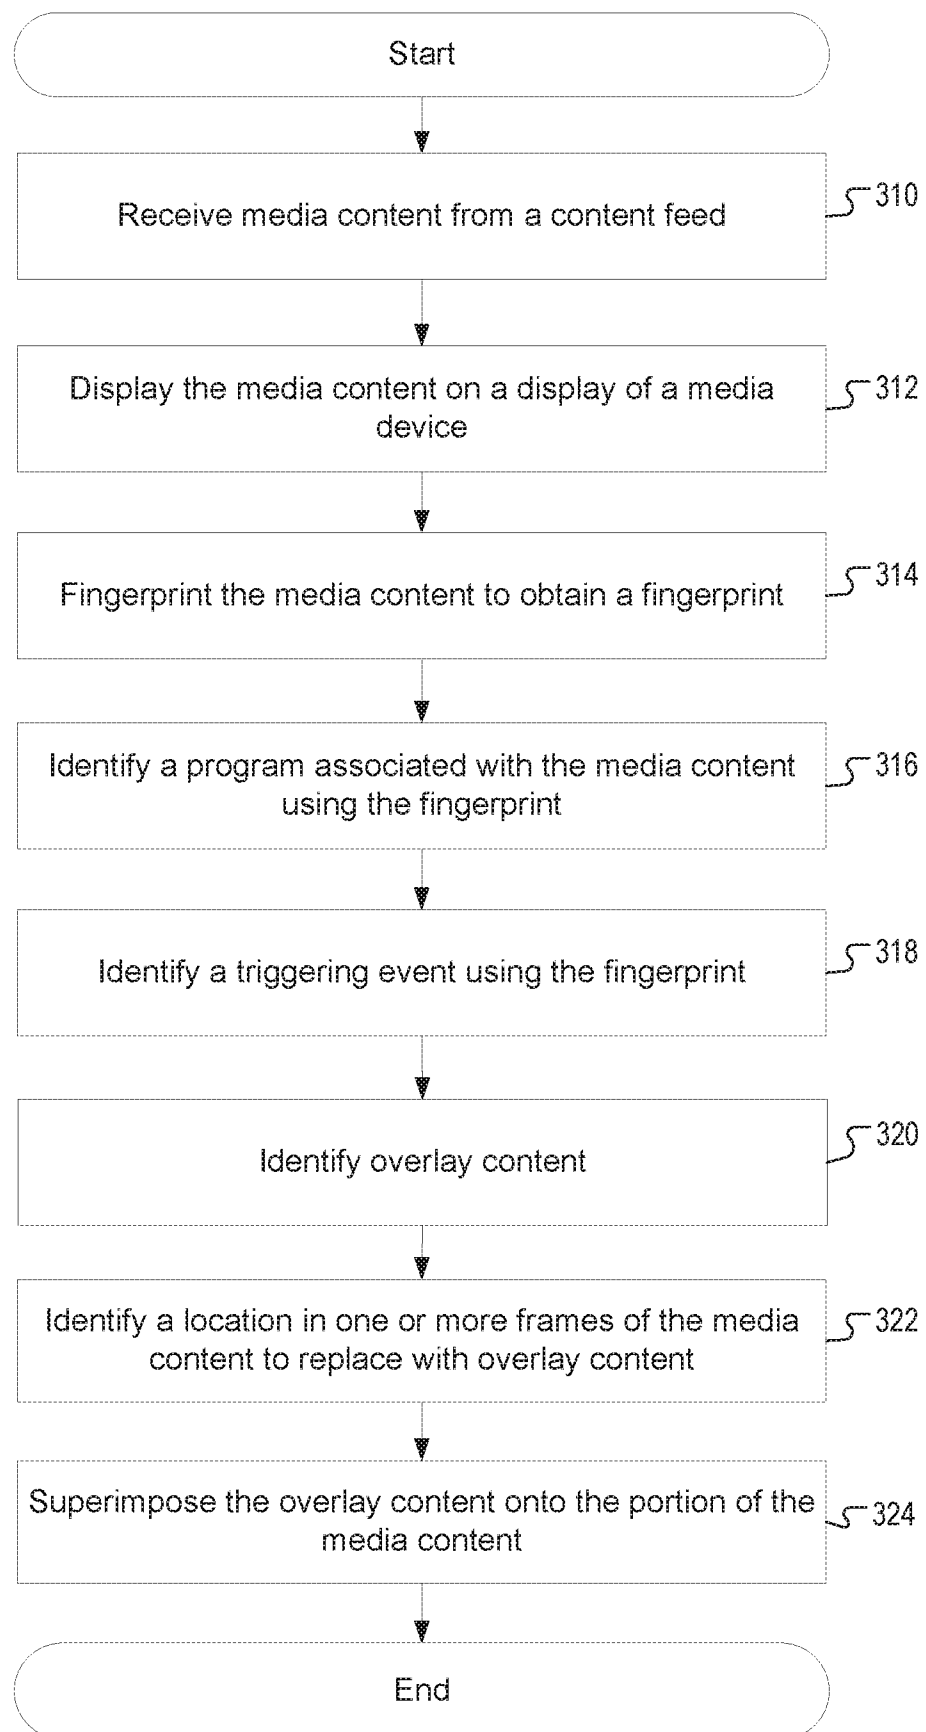 Start
Receive media content from a content feed
310
Display the media content on a display of a media
device
312
Fingerprint the media content to obtain a fingerprint
314
Identify a program associated with the media content
using the fingerprint
316
Identify a triggering event using the fingerprint
318
Identify overlay content
320
Identify a location in one or more frames of the media
content to replace with overlay content
322
Superimpose the overlay content onto the portion of the
media content
324
End